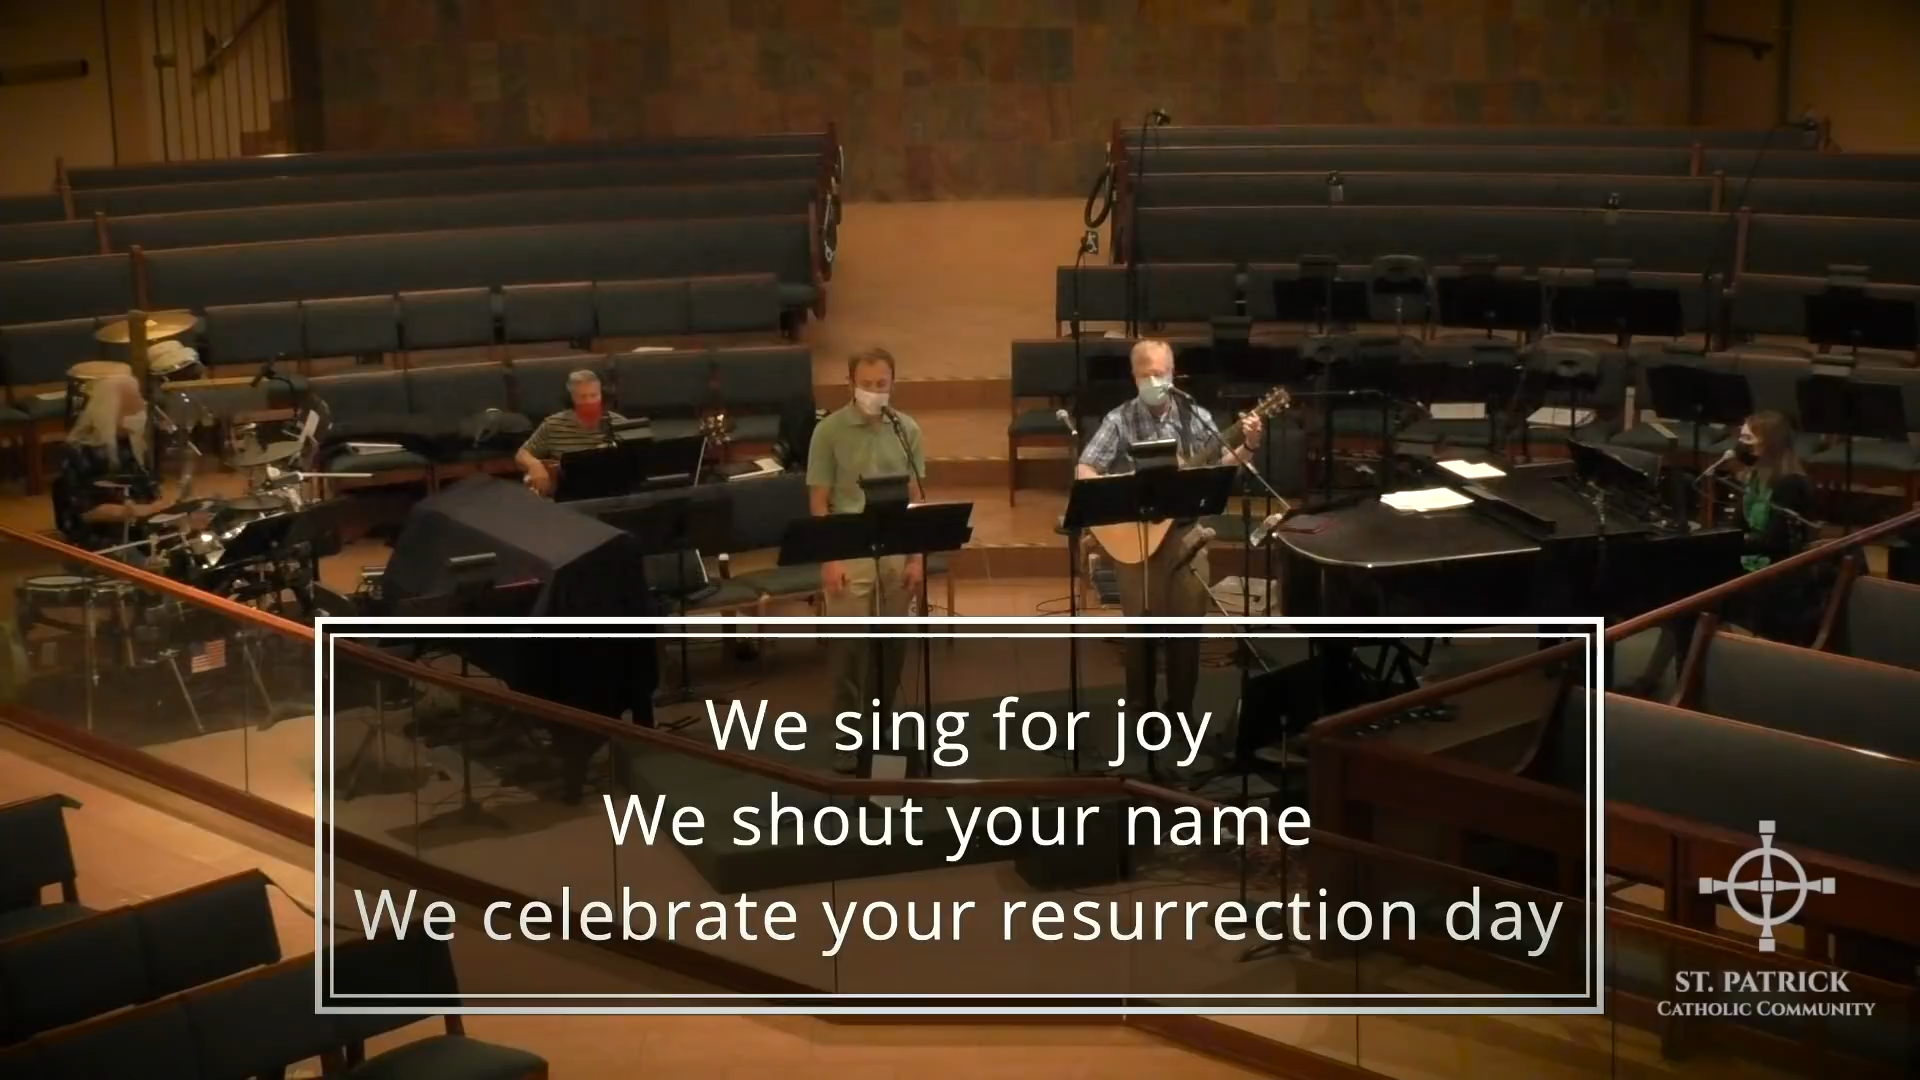 We sing for joy
We shout your name
We celebrate your resurrection day
ST. PATRICK
CATHOLIC COMMUNITY